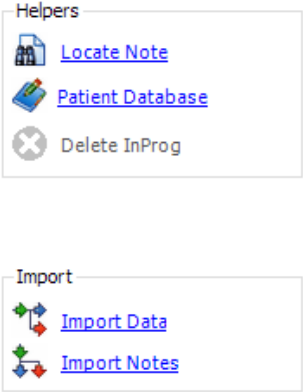 Helpers
Locate Note
Patient Database
Delete InProg
Import
Import Data
Import Notes